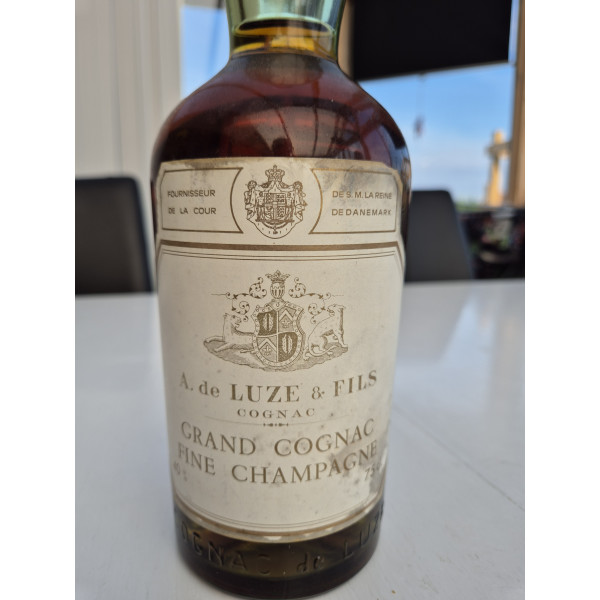 FOURNISSEUR
DE LA COUR
DE S. M. LA REINE
DE DANEMARK
A. de LUZE & FILS
COGNAC
GRAND COGNAC
FINE CHAMPAGNE
COGNAC. de LUZE